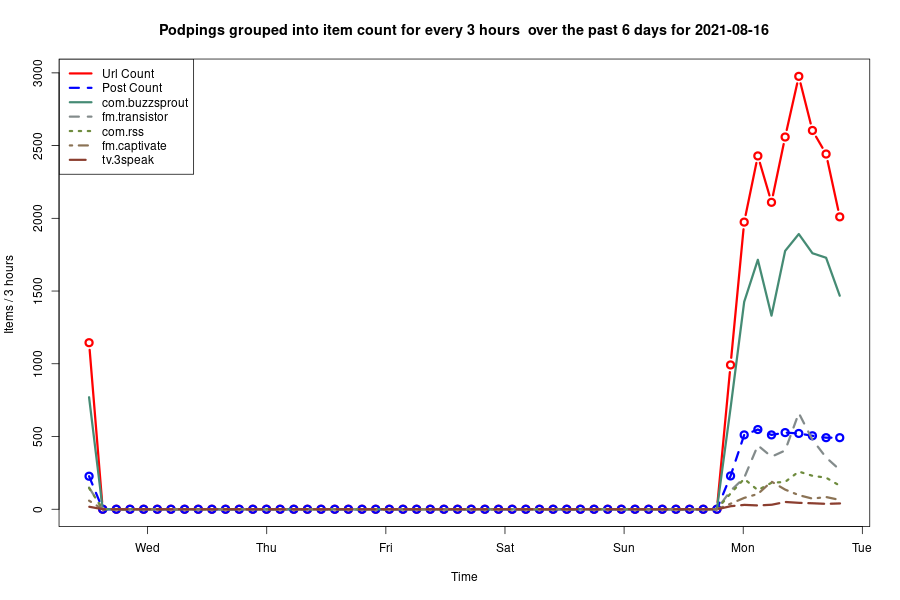 Podpings grouped into item count for every 3 hours  over the past 6 days for 2021-08-16
Url Count
Post Count
com.buzzsprout
fm.transistor
com.rss
fm.captivate
tv.3speak
3000
2500
2000
1500
1000
500
0
Items / 3 hours
Wed Thu Fri Sat Sun Mon Tue
Time